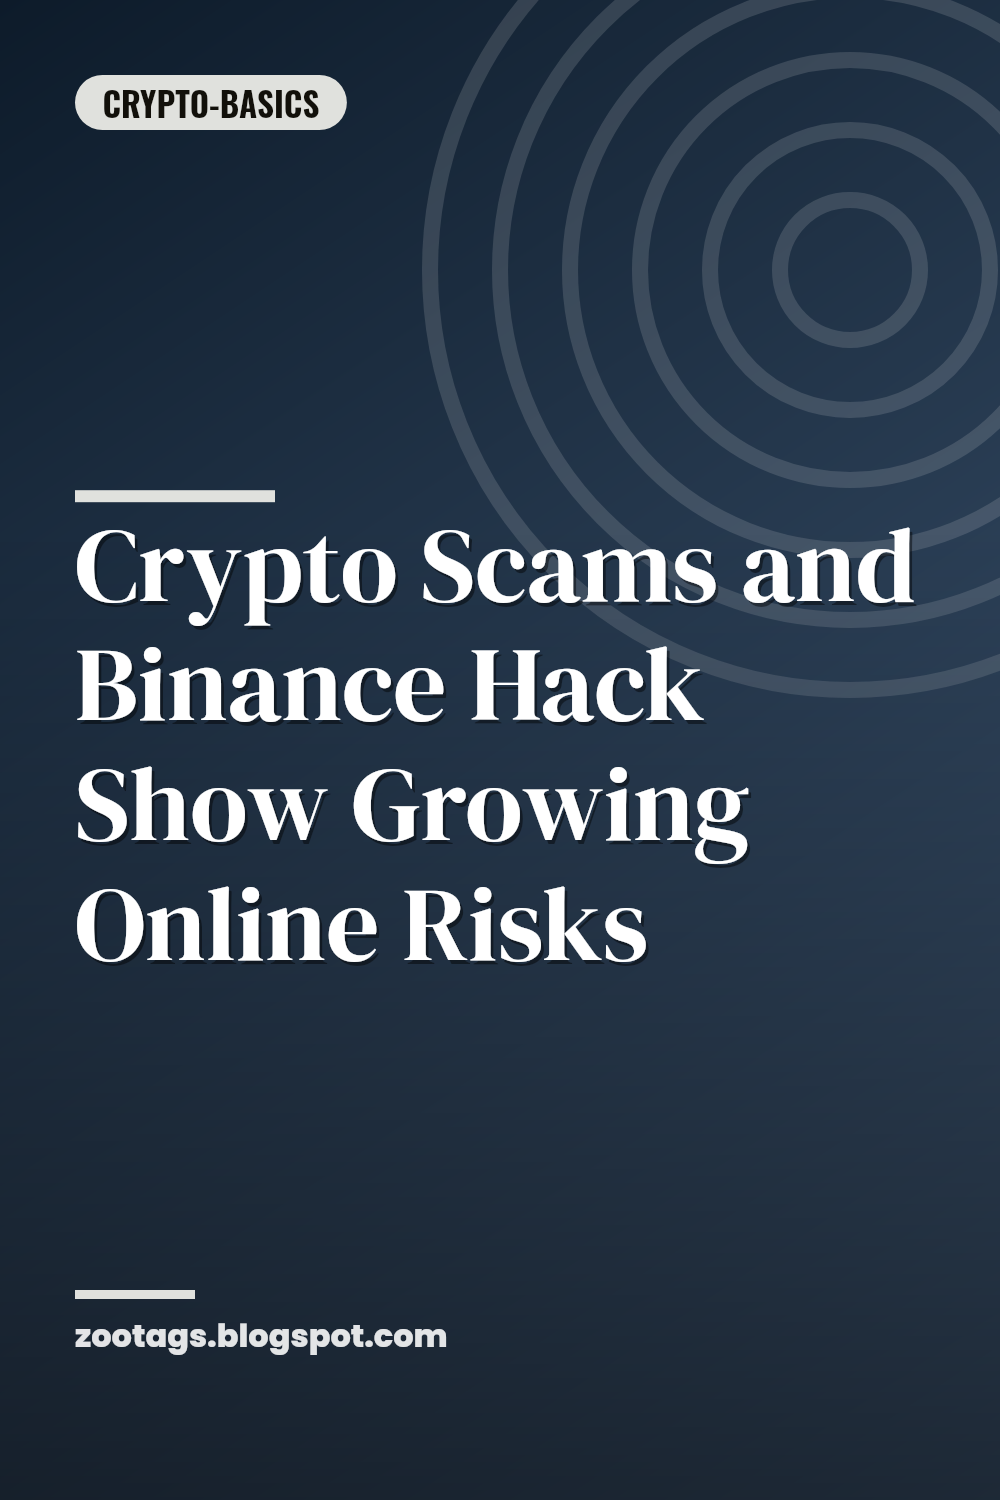 CRYPTO-BASICS
Crypto Scams and
Binance Hack
Show Growing
Online Risks
zootags.blogspot.com